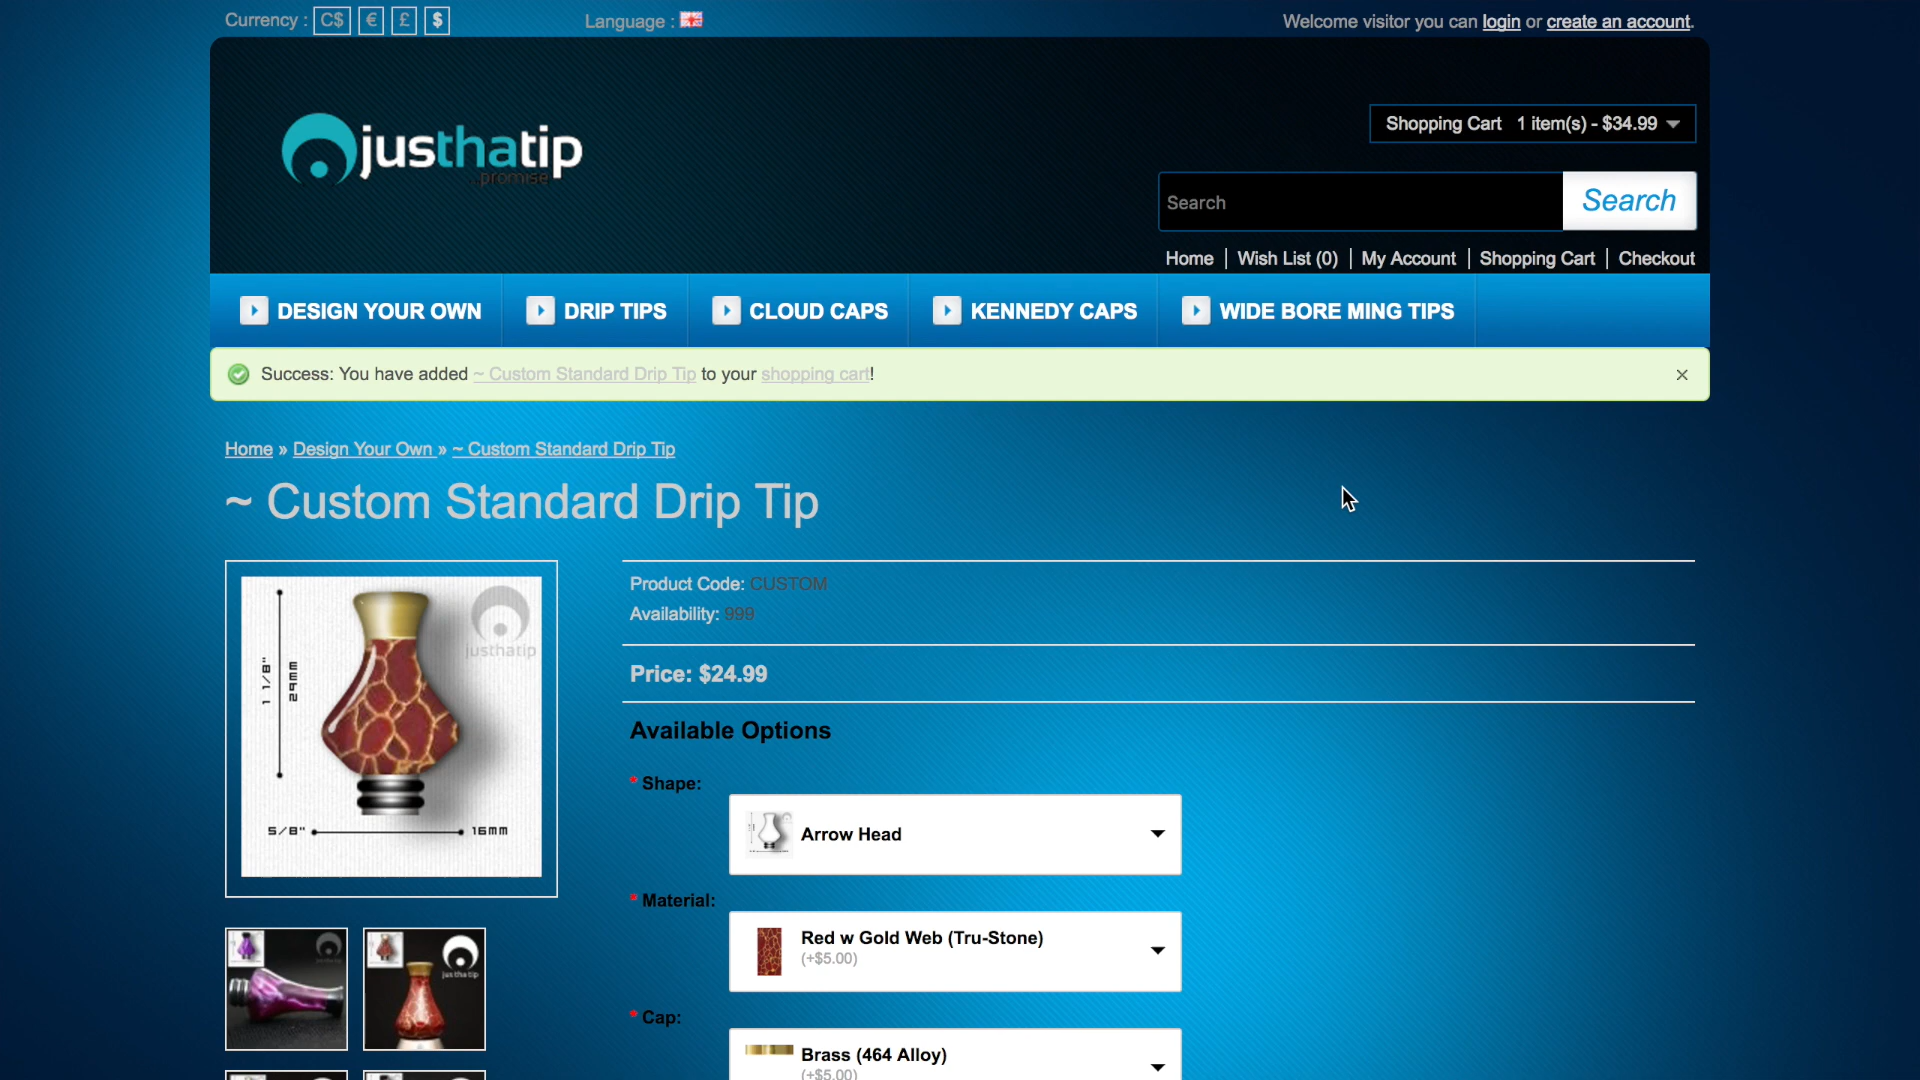 Currency : C$ € £ $
Language :
Welcome visitor you can login or create an account.
justhatip
promise
Shopping Cart 1 item(s) - $34.99
Search
Search
Home | Wish List (0) | My Account | Shopping Cart | Checkout
DESIGN YOUR OWN
DRIP TIPS
CLOUD CAPS
KENNEDY CAPS
WIDE BORE MING TIPS
Success: You have added ~ Custom Standard Drip Tip to your shopping cart!
Home » Design Your Own » ~ Custom Standard Drip Tip
~ Custom Standard Drip Tip
justhatip
1 1/8"
29mm
5/8"
16mm
Product Code: CUSTOM
Availability: 999
Price: $24.99
Available Options
* Shape:
Arrow Head
* Material:
Red w Gold Web (Tru-Stone)
(+$5.00)
* Cap:
Brass (464 Alloy)
(+$5.00)
justhatip